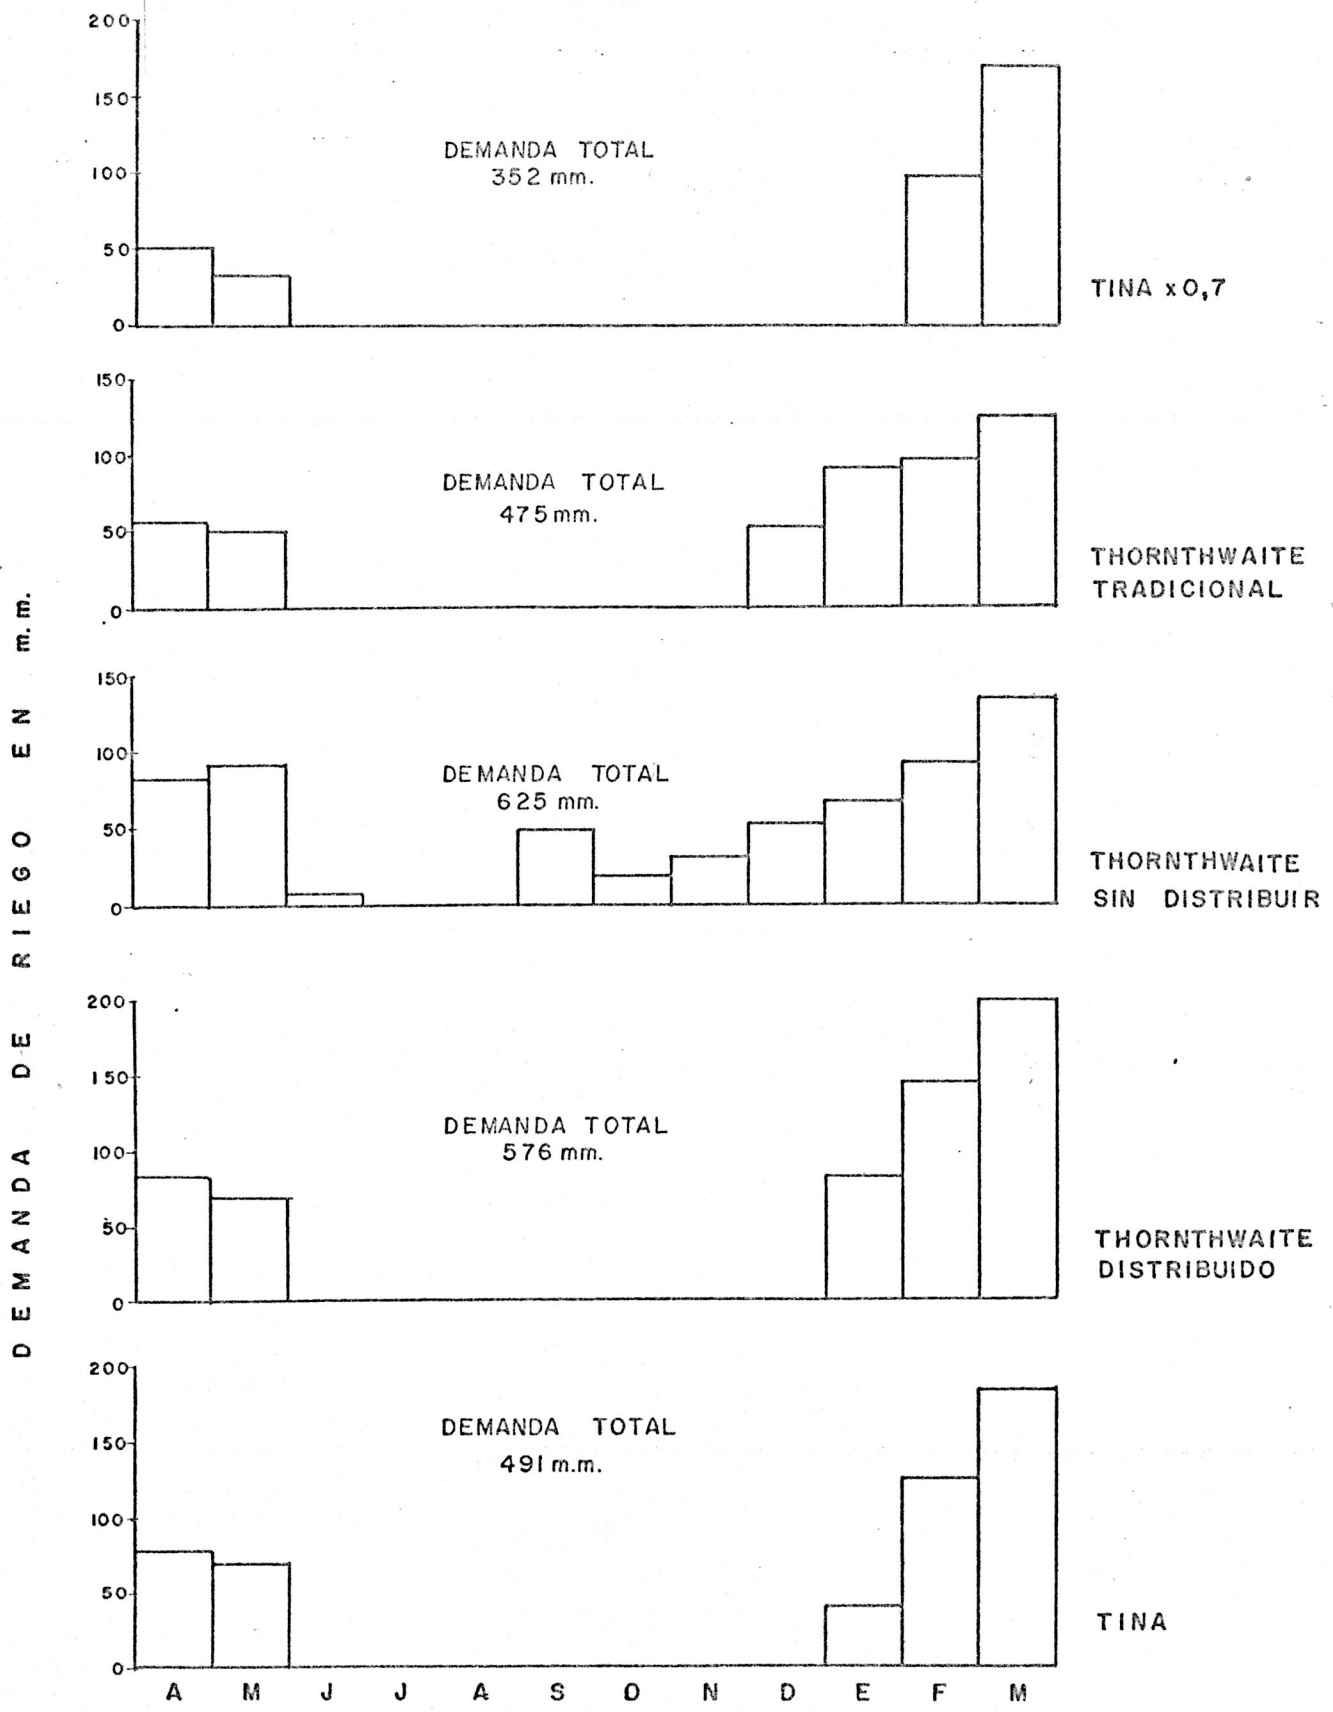 DEMANDA DE RIEGO EN m.m.
200
150
100
50
0
DEMANDA TOTAL
352 mm.
TINA x 0,7
150
100
50
0
DEMANDA TOTAL
475 mm.
THORNTHWAITE
TRADICIONAL
150
100
50
0
DEMANDA TOTAL
625 mm.
THORNTHWAITE
SIN DISTRIBUIR
200
150
100
50
0
DEMANDA TOTAL
576 mm.
THORNTHWAITE
DISTRIBUIDO
200
150
100
50
0
DEMANDA TOTAL
491 m.m.
TINA
A M J J A S O N D E F M